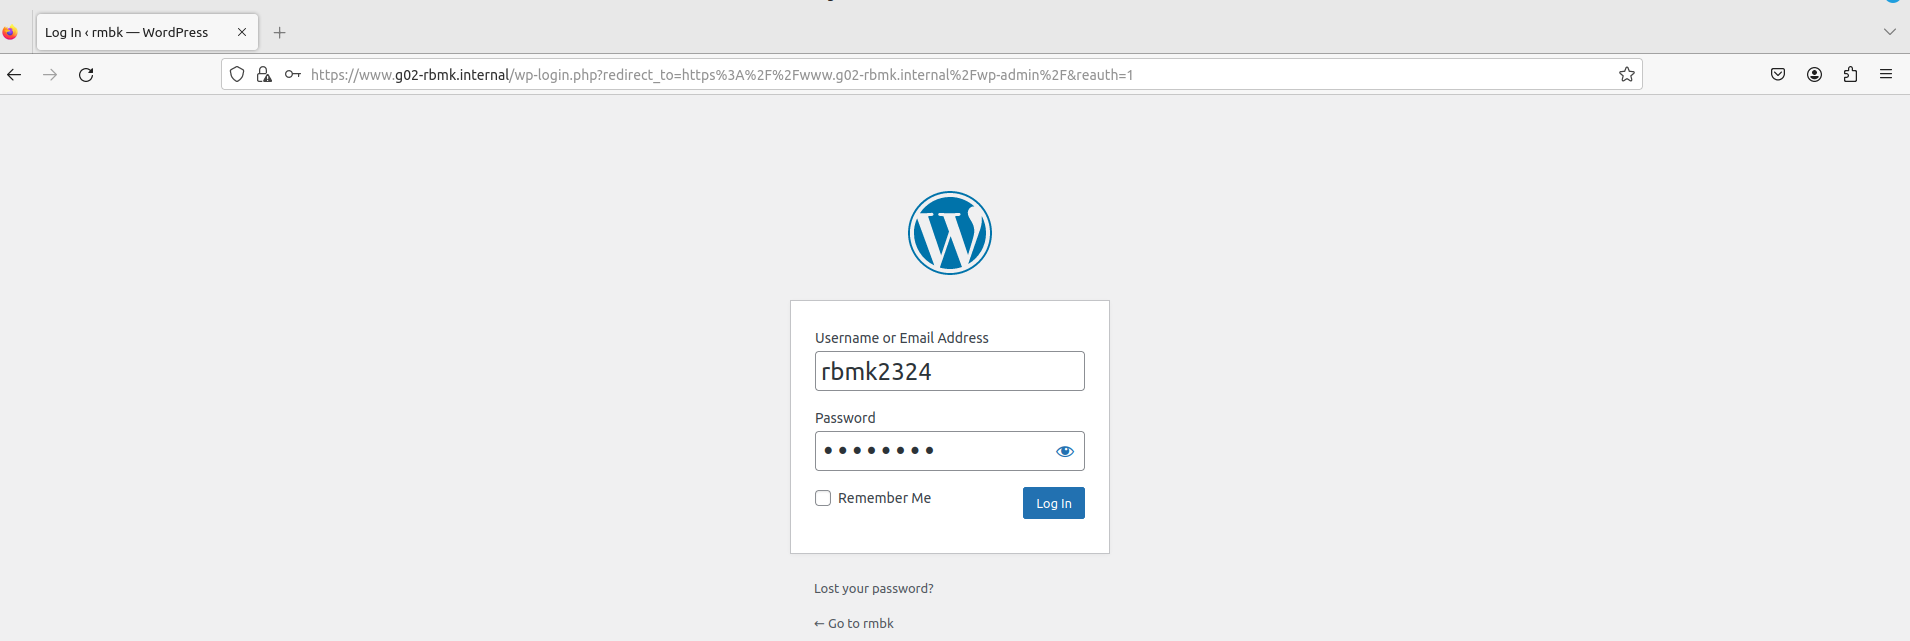 Log In ‹ rmbk — WordPress
https://www.g02-rbmk.internal/wp-login.php?redirect_to=https%3A%2F%2Fwww.g02-rbmk.internal%2Fwp-admin%2F&reauth=1
Username or Email Address
rbmk2324
Password
Remember Me
Log In
Lost your password?
← Go to rmbk